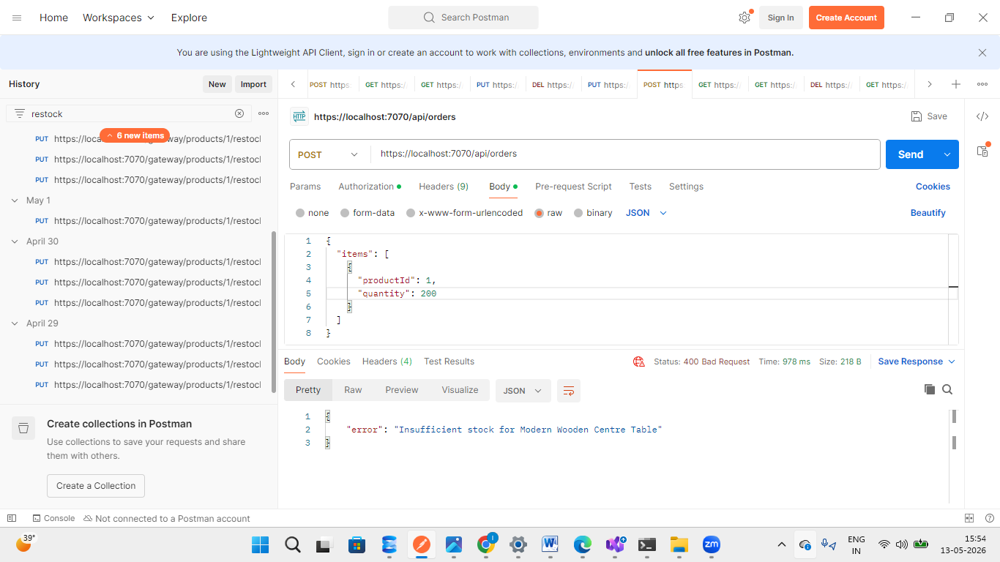 Home Workspaces Explore Search Postman Sign In Create Account
You are using the Lightweight API Client, sign in or create an account to work with collections, environments and unlock all free features in Postman.
History New Import
restock
PUT https://loca
way/products/1/restocl
6 new items
PUT https://localhost:7070/gateway/products/1/restocl
PUT https://localhost:7070/gateway/products/1/restocl
May 1
PUT https://localhost:7070/gateway/products/1/restocl
April 30
PUT https://localhost:7070/gateway/products/1/restocl
PUT https://localhost:7070/gateway/products/1/restocl
PUT https://localhost:7070/gateway/products/1/restocl
April 29
PUT https://localhost:7070/gateway/products/1/restocl
PUT https://localhost:7070/gateway/products/1/restocl
PUT https://localhost:7070/gateway/products/1/restocl
Create collections in Postman
Use collections to save your requests and share
them with others.
Create a Collection
POST https: GET https:/ GET https:/ PUT https:/ DEL https:/ PUT https:/ POST https GET https:/ GET https:/ DEL https:/ GET https:/
HTTP https://localhost:7070/api/orders Save
POST https://localhost:7070/api/orders Send
Params Authorization Headers (9) Body Pre-request Script Tests Settings Cookies
none form-data x-www-form-urlencoded raw binary JSON Beautify
1 {
2 "items": [
3 {
4 "productId": 1,
5 "quantity": 200
6 }
7 ]
8 }
Body Cookies Headers (4) Test Results Status: 400 Bad Request Time: 978 ms Size: 218 B Save Response
Pretty Raw Preview Visualize JSON
1 {
2 "error": "Insufficient stock for Modern Wooden Centre Table"
3 }
Console Not connected to a Postman account
39°
zm
ENG
IN
15:54
13-05-2026